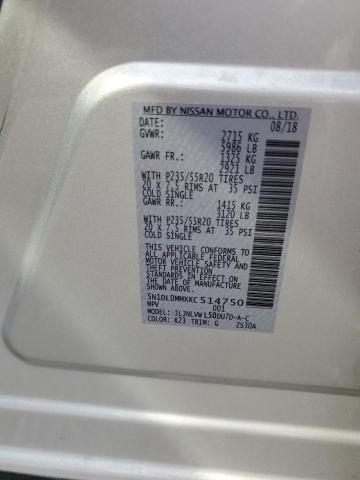 MFD BY NISSAN MOTOR CO., LTD.
DATE: 08/18
GVWR: 2715 KG
5986 LB
GAWR FR.: 1325 KG
2921 LB
WITH P235/55R20 TIRES
20 x 7.5 RIMS AT 35 PSI
COLD SINGLE
GAWR RR.: 1415 KG
3120 LB
WITH P235/55R20 TIRES
20 x 7.5 RIMS AT 35 PSI
COLD SINGLE
THIS VEHICLE CONFORMS TO
ALL APPLICABLE FEDERAL
MOTOR VEHICLE SAFETY
STANDARDS IN EFFECT ON
THE DATE OF MANUFACTURE
SHOWN ABOVE.
5N1DL0MMXKC514750
MPV 001
MODEL: JLJNLVWL50DU7D-A-C
COLOR: K23 TRIM: G 2S30A